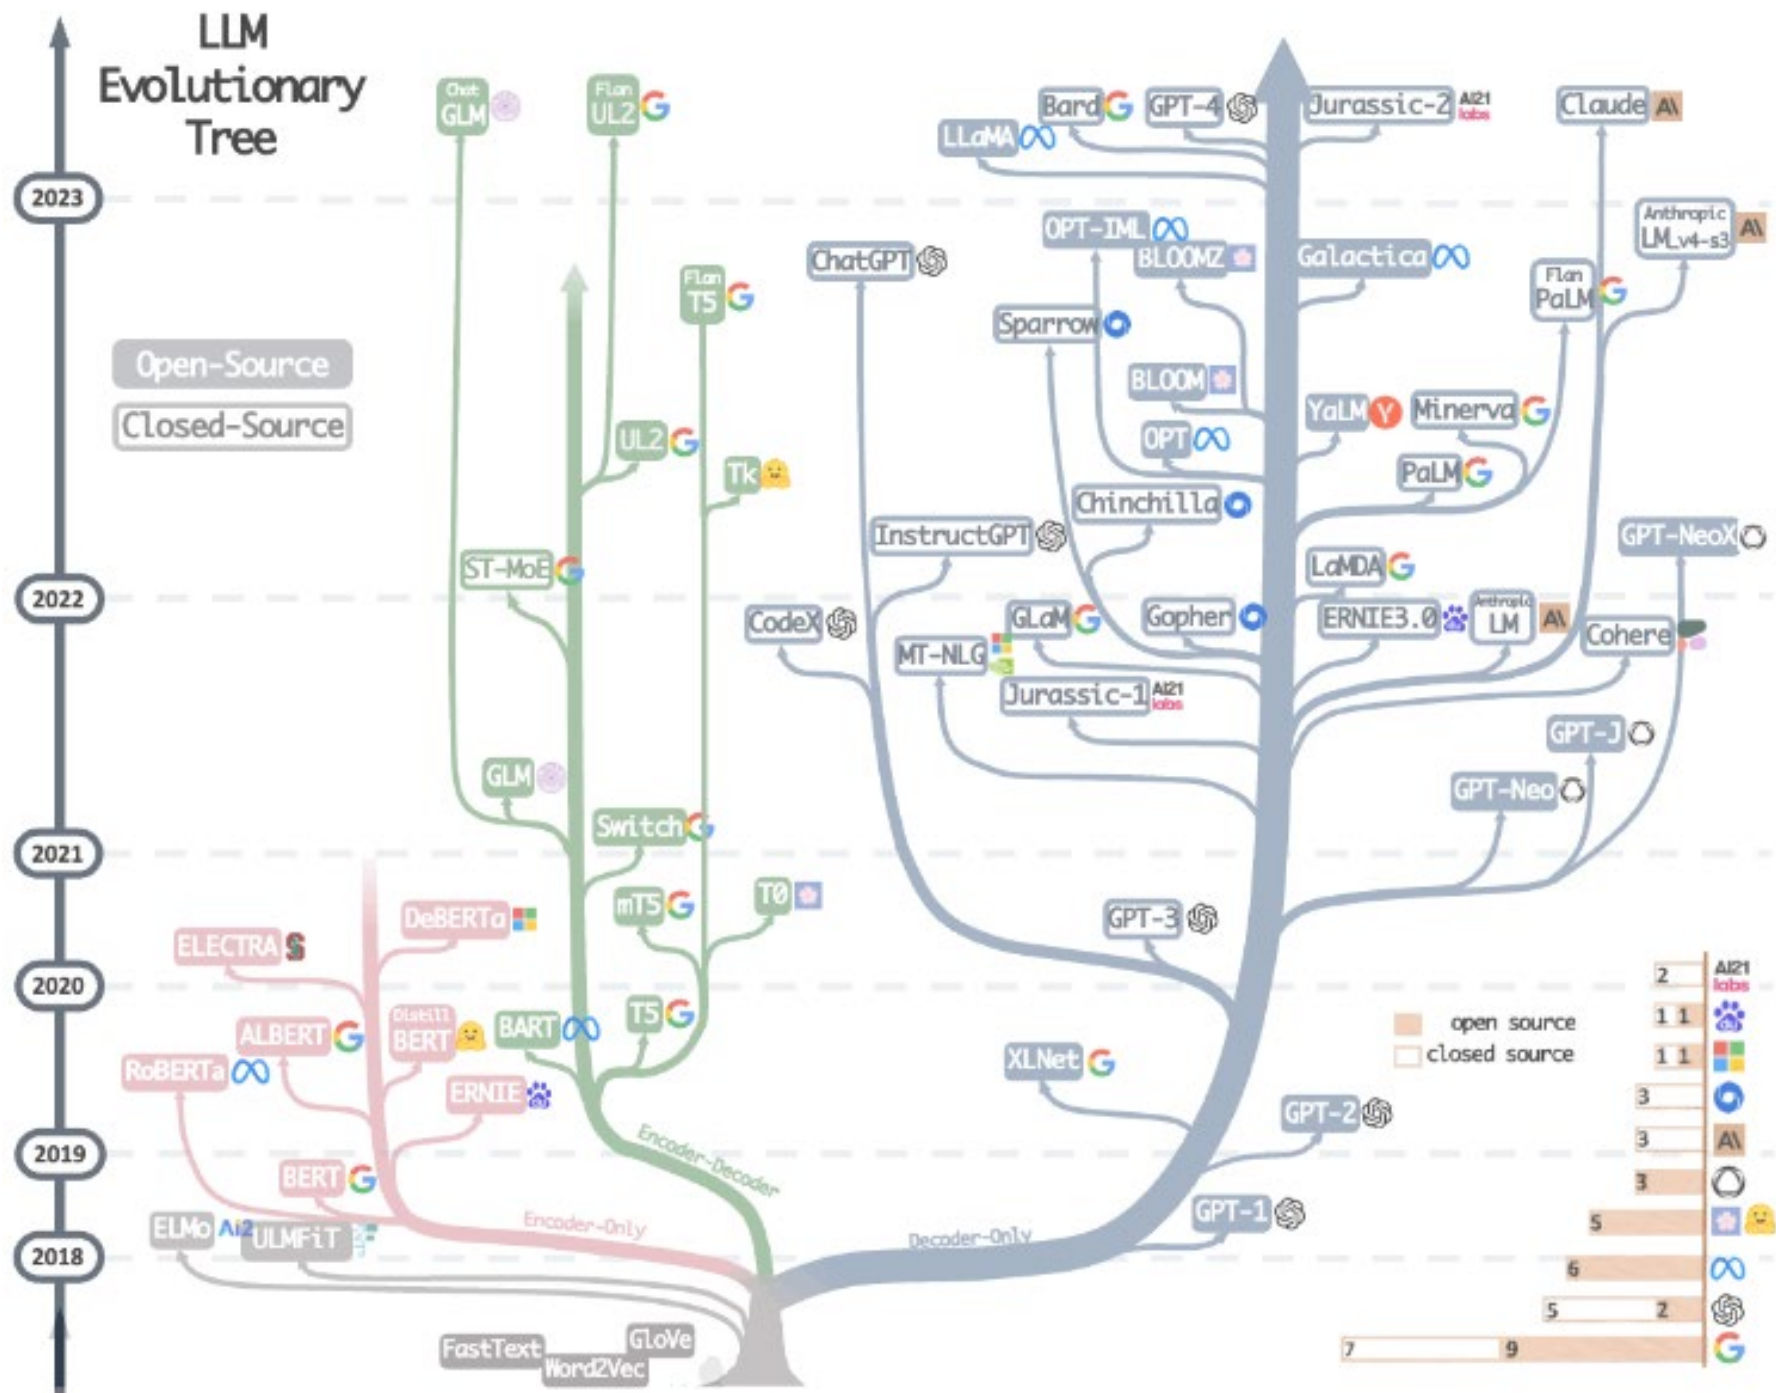 LLM
Evolutionary
Tree
Open-Source
Closed-Source
2023
2022
2021
2020
2019
2018
Chat
GLM
Flan
UL2
Flan
T5
UL2
Tk
ST-MoE
GLM
Switch
mT5
T0
T5
BART
DeBERTa
ELECTRA
Distill
BERT
ALBERT
RoBERTa
ERNIE
BERT
ELMo
Ai2
ULMFiT
FastText
Word2Vec
GloVe
Encoder-Only
Encoder-Decoder
Decoder-Only
Bard
GPT-4
Jurassic-2
AI21
labs
Claude
A\
LLaMA
OPT-IML
BLOOMZ
Galactica
Anthropic
LM_v4-s3
A\
ChatGPT
Flan
PaLM
Sparrow
BLOOM
YaLM
Y
Minerva
OPT
PaLM
Chinchilla
InstructGPT
GPT-NeoX
LaMDA
CodeX
GLaM
Gopher
ERNIE3.0
du
Anthropic
LM
A\
Cohere
MT-NLG
Jurassic-1
AI21
labs
GPT-J
GPT-Neo
GPT-3
XLNet
GPT-2
GPT-1
open source
closed source
2
AI21
labs
1 1
du
1 1
3
3
A\
3
5
6
5 2
7 9